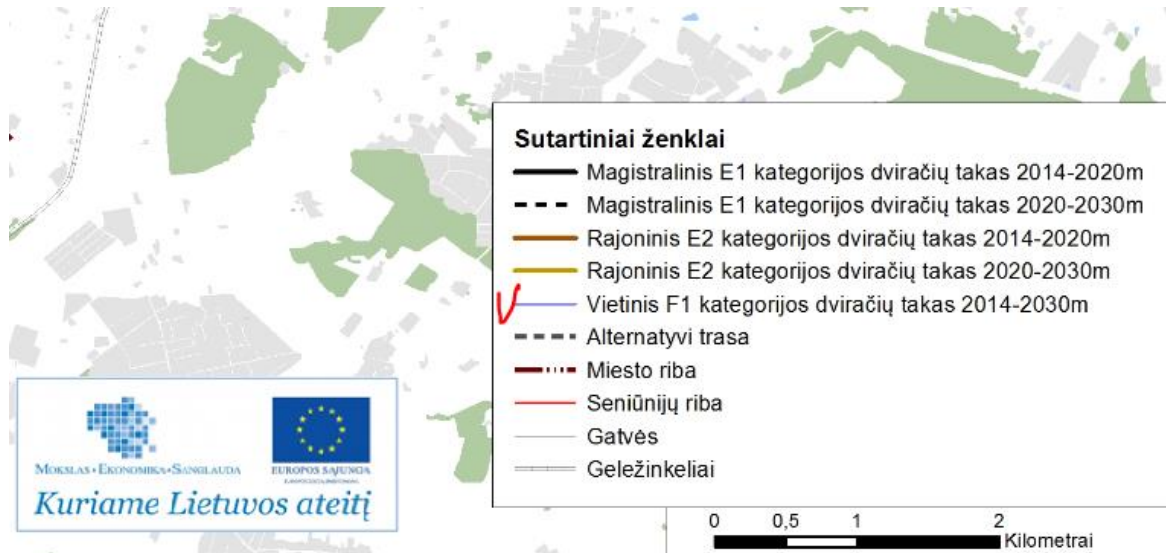 Sutartiniai ženklai
Magistralinis E1 kategorijos dviračių takas 2014-2020m
Magistralinis E1 kategorijos dviračių takas 2020-2030m
Rajoninis E2 kategorijos dviračių takas 2014-2020m
Rajoninis E2 kategorijos dviračių takas 2020-2030m
Vietinis F1 kategorijos dviračių takas 2014-2030m
Alternatyvi trasa
Miesto riba
Seniūnijų riba
Gatvės
Geležinkeliai
MOKSLAS • EKONOMIKA • SANGLAUDA
EUROPOS SĄJUNGA
Kuriame Lietuvos ateitį
0 0,5 1 2
Kilometrai